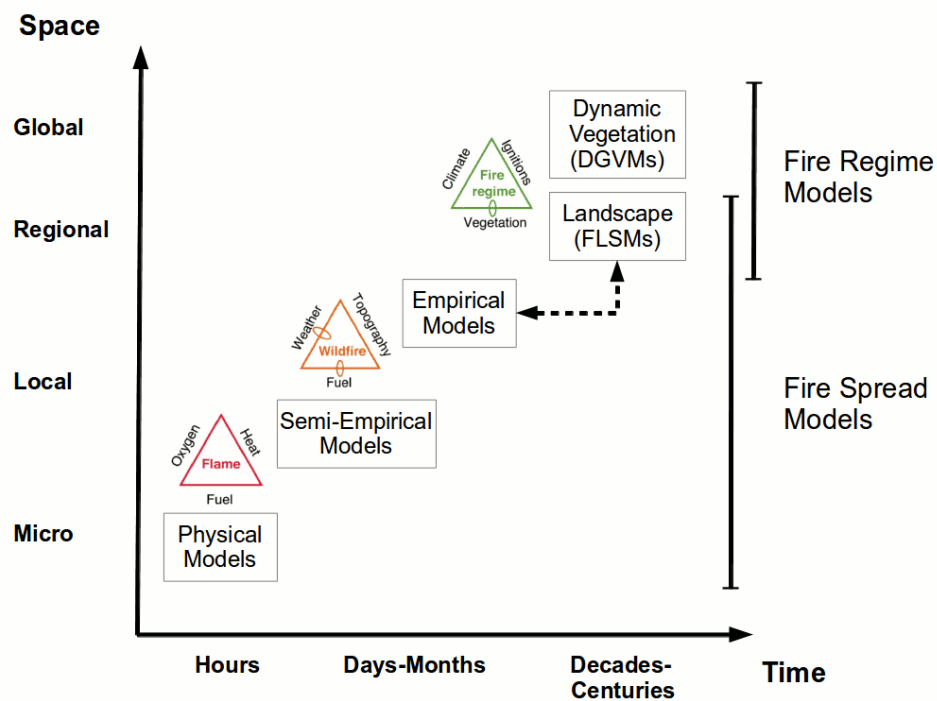 Space
Global
Regional
Local
Micro
Dynamic
Vegetation
(DGVMs)
Climate
Ignitions
Fire
regime
Vegetation
Landscape
(FLSMs)
Fire Regime
Models
Empirical
Models
Weather
Topography
Wildfire
Fuel
Semi-Empirical
Models
Fire Spread
Models
Oxygen
Heat
Flame
Fuel
Physical
Models
Hours
Days-Months
Decades-
Centuries
Time